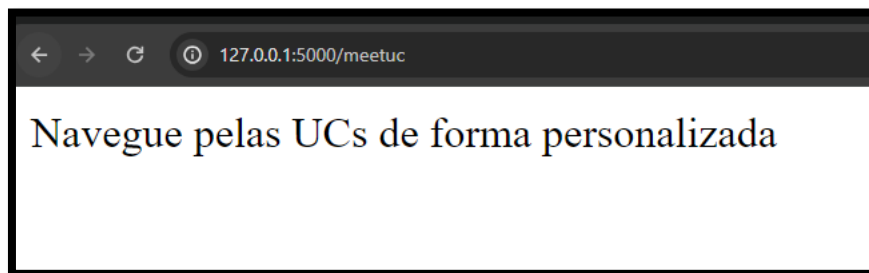 127.0.0.1:5000/meetuc
Navegue pelas UCs de forma personalizada